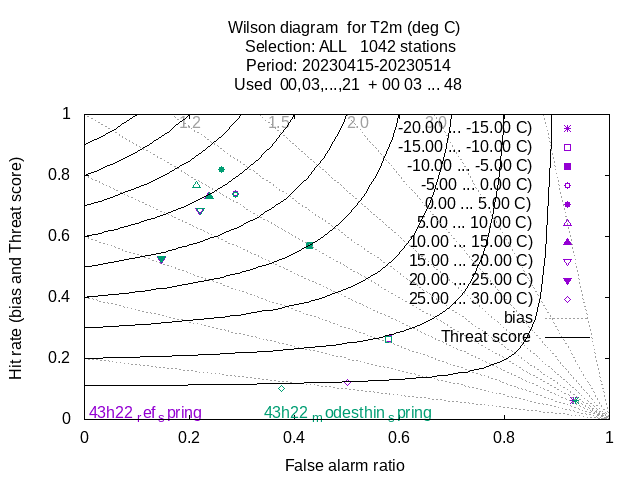 Wilson diagram  for T2m (deg C)
Selection: ALL   1042 stations
Period: 20230415-20230514
Used  00,03,...,21  + 00 03 ... 48
1.2 1.5 2.0 3.0
-20.00 ... -15.00 C)
-15.00 ... -10.00 C)
-10.00 ... -5.00 C)
-5.00 ... 0.00 C)
0.00 ... 5.00 C)
5.00 ... 10.00 C)
10.00 ... 15.00 C)
15.00 ... 20.00 C)
20.00 ... 25.00 C)
25.00 ... 30.00 C)
bias
Threat score
1
0.8
0.6
0.4
0.2
0
Hit rate (bias and Threat score)
43h22_ref_spring 43h22_modesthin_spring
0 0.2 0.4 0.6 0.8 1
False alarm ratio